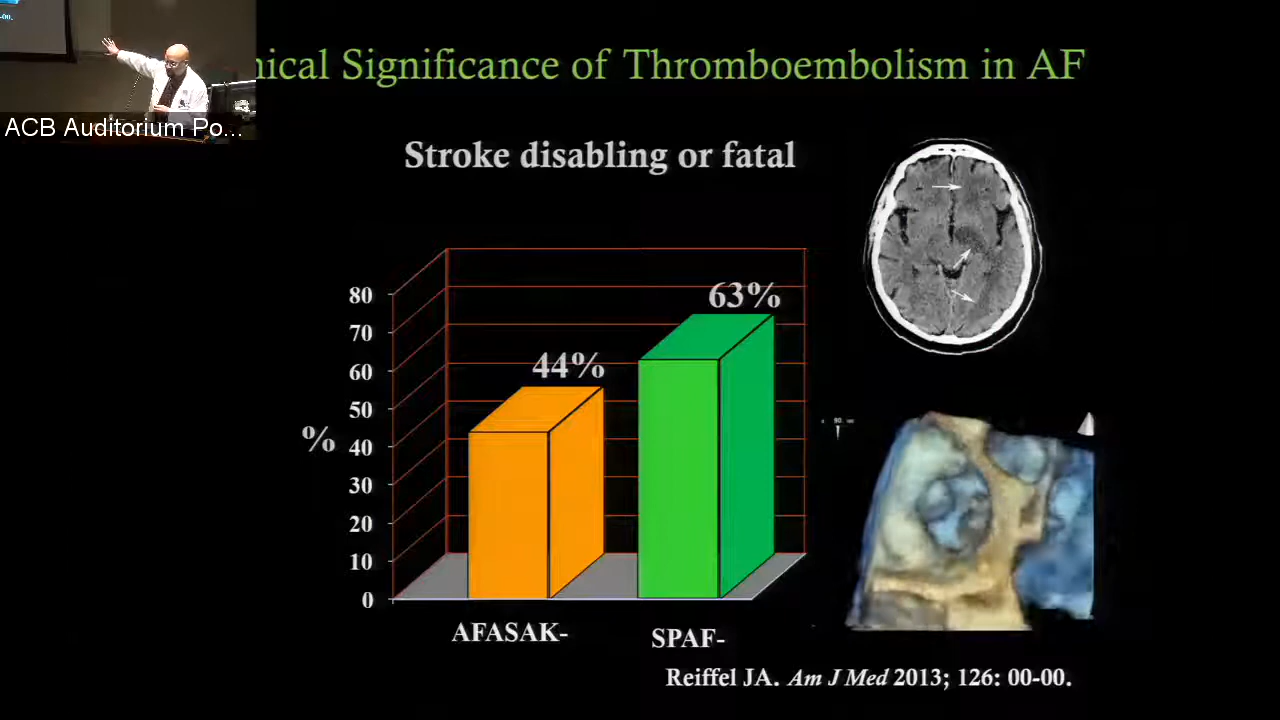 -00.
ACB Auditorium Po...
nical Significance of Thromboembolism in AF
Stroke disabling or fatal
80
70
60
50
40
30
20
10
0
%
44%
63%
AFASAK-
SPAF-
Reiffel JA. Am J Med 2013; 126: 00-00.